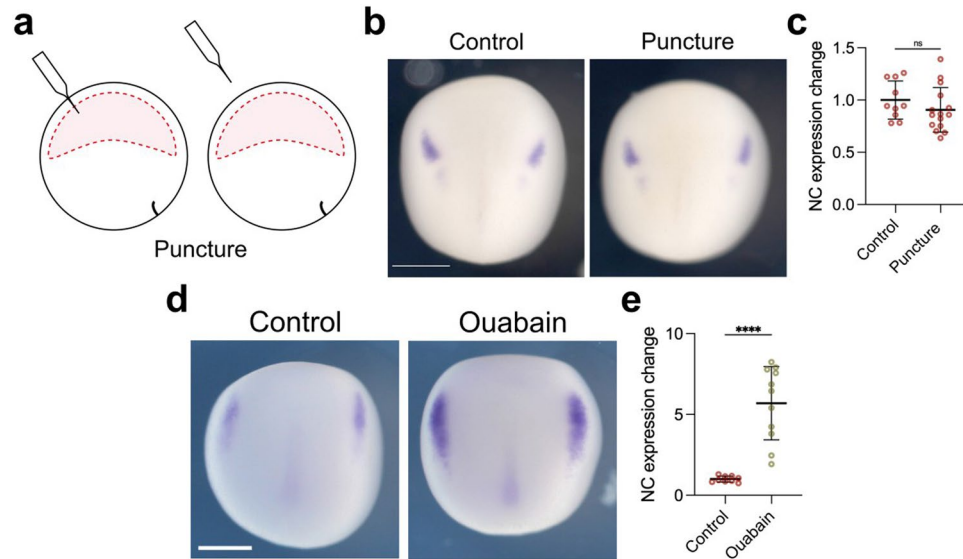 a
Puncture
b
Control
Puncture
c
ns
NC expression change
1.5
1.0
0.5
0.0
Control
Puncture
d
Control
Ouabain
e
****
NC expression change
10
5
0
Control
Ouabain